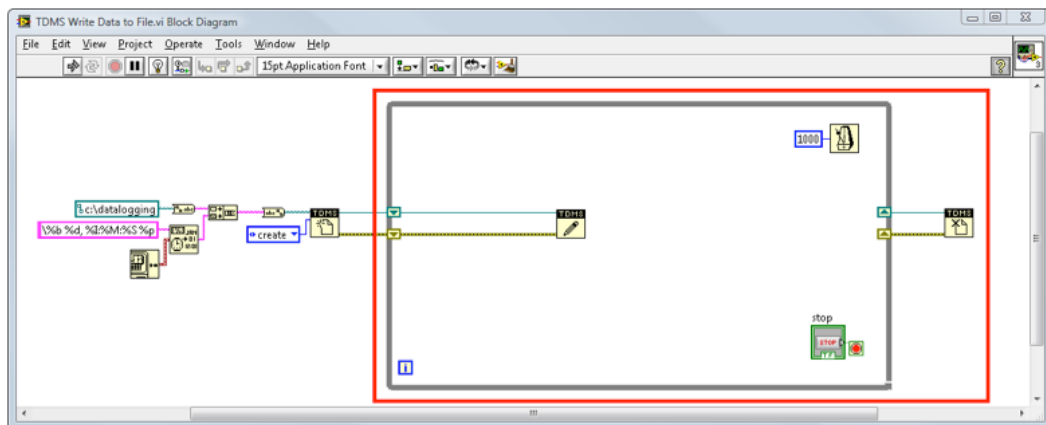 TDMS Write Data to File.vi Block Diagram
File Edit View Project Operate Tools Window Help
15pt Application Font
3
1000
c:\datalogging
TDMS
TDMS
TDMS
\%b %d, %I:%M:%S %p
create
stop
STOP
i